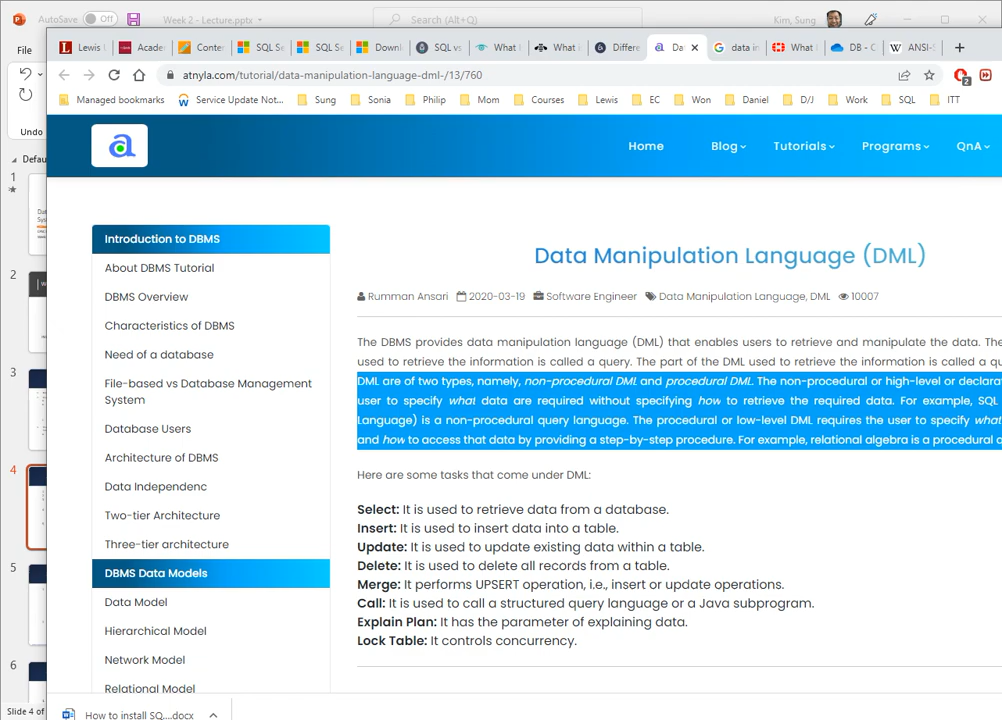 AutoSave Off Week 2 - Lecture.pptx Search (Alt+Q) Kim, Sung
File
Undo
Defau
1
2
3
4
5
6
Slide 4 of
Lewis Acade Conter SQL Se SQL Se Downl SQL vs What I What i Differe Da data in What I DB - C ANSI-S
atnyla.com/tutorial/data-manipulation-language-dml-/13/760 2
Managed bookmarks Service Update Not... Sung Sonia Philip Mom Courses Lewis EC Won Daniel D/J Work SQL ITT
a Home Blog Tutorials Programs QnA
Introduction to DBMS
About DBMS Tutorial
DBMS Overview
Characteristics of DBMS
Need of a database
File-based vs Database Management
System
Database Users
Architecture of DBMS
Data Independenc
Two-tier Architecture
Three-tier architecture
DBMS Data Models
Data Model
Hierarchical Model
Network Model
Relational Model
Data Manipulation Language (DML)
Rumman Ansari 2020-03-19 Software Engineer Data Manipulation Language, DML 10007
The DBMS provides data manipulation language (DML) that enables users to retrieve and manipulate the data. The
used to retrieve the information is called a query. The part of the DML used to retrieve the information is called a qu
DML are of two types, namely, non-procedural DML and procedural DML. The non-procedural or high-level or declara
user to specify what data are required without specifying how to retrieve the required data. For example, SQL
Language) is a non-procedural query language. The procedural or low-level DML requires the user to specify what
and how to access that data by providing a step-by-step procedure. For example, relational algebra is a procedural q
Here are some tasks that come under DML:
Select: It is used to retrieve data from a database.
Insert: It is used to insert data into a table.
Update: It is used to update existing data within a table.
Delete: It is used to delete all records from a table.
Merge: It performs UPSERT operation, i.e., insert or update operations.
Call: It is used to call a structured query language or a Java subprogram.
Explain Plan: It has the parameter of explaining data.
Lock Table: It controls concurrency.
How to install SQ....docx